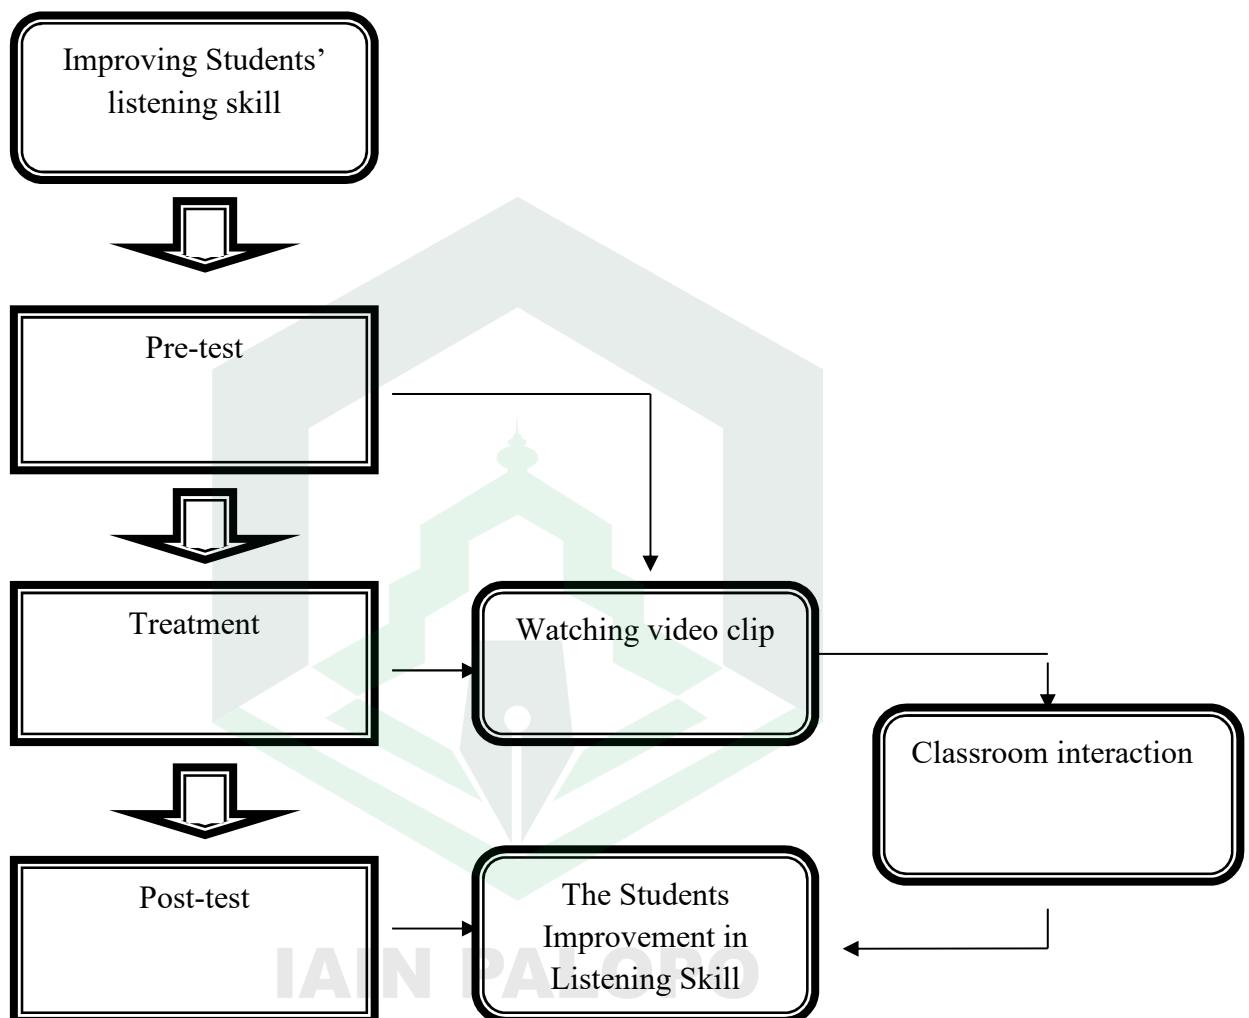 Improving Students’
listening skill
Pre-test
Treatment
Watching video clip
Classroom interaction
Post-test
The Students
Improvement in
Listening Skill
IAIN PALOPO